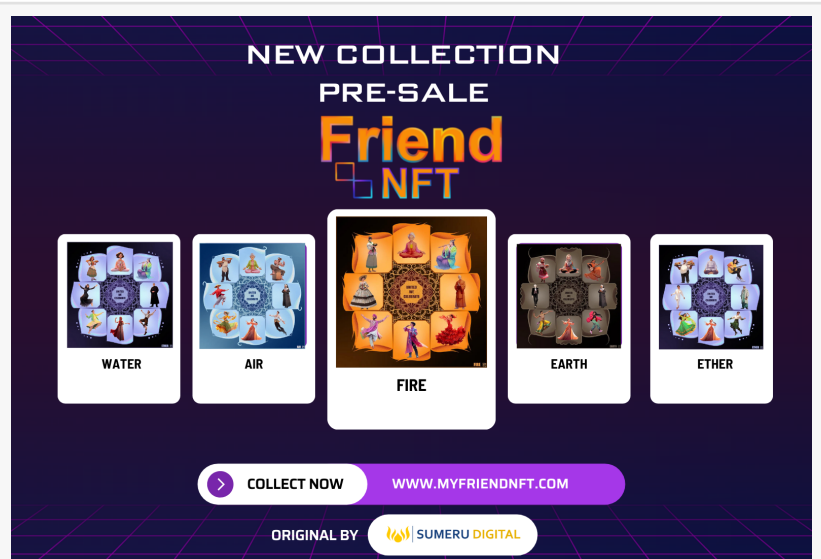 NEW COLLECTION
PRE-SALE
Friend
NFT
WATER
AIR
FIRE
EARTH
ETHER
COLLECT NOW
WWW.MYFRIENDNFT.COM
ORIGINAL BY
SUMERU DIGITAL